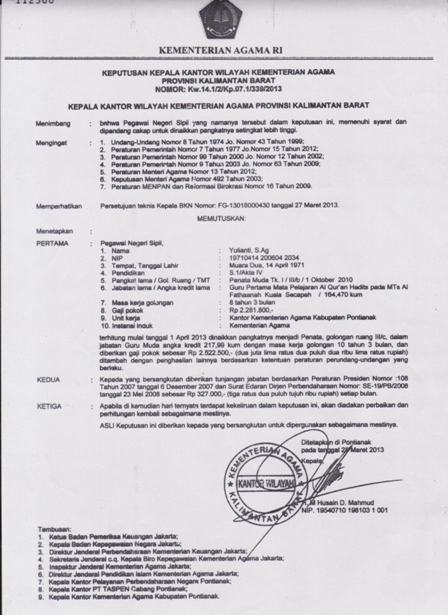 112500
KEMENTERIAN AGAMA RI
KEPUTUSAN KEPALA KANTOR WILAYAH KEMENTERIAN AGAMA
PROVINSI KALIMANTAN BARAT
NOMOR: Kw.14.1/2/Kp.07.1/339/2013
KEPALA KANTOR WILAYAH KEMENTERIAN AGAMA PROVINSI KALIMANTAN BARAT
Menimbang : bahwa Pegawai Negeri Sipil yang namanya tersebut dalam keputusan ini, memenuhi syarat dan
dipandang cakap untuk dinaikkan pangkatnya setingkat lebih tinggi.
Mengingat : 1. Undang-Undang Nomor 8 Tahun 1974 Jo. Nomor 43 Tahun 1999;
2. Peraturan Pemerintah Nomor 7 Tahun 1977 Jo.Nomor 15 Tahun 2012;
3. Peraturan Pemerintah Nomor 99 Tahun 2000 Jo. Nomor 12 Tahun 2002;
4. Peraturan Pemerintah Nomor 9 Tahun 2003 Jo. Nomor 63 Tahun 2009;
5. Peraturan Menteri Agama Nomor 13 Tahun 2012;
6. Keputusan Menteri Agama Nomor 492 Tahun 2003;
7. Peraturan MENPAN dan Reformasi Birokrasi Nomor 16 Tahun 2009.
Memperhatikan : Persetujuan teknis Kepala BKN Nomor: FG-13018000430 tanggal 27 Maret 2013.
MEMUTUSKAN:
Menetapkan :
PERTAMA : Pegawai Negeri Sipil,
1. Nama : Yulianti, S.Ag
2. NIP : 19710414 200604 2034
3. Tempat, Tanggal Lahir : Muara Dua, 14 April 1971
4. Pendidikan : S.1/Akta IV
5. Pangkat lama / Gol. Ruang / TMT : Penata Muda Tk. I / III/b / 1 Oktober 2010
6. Jabatan lama / Angka kredit lama : Guru Pertama Mata Pelajaran Al Qur'an Hadits pada MTs Al
Fathaanah Kuala Secapah / 164,470 kum
7. Masa kerja golongan : 8 tahun 3 bulan
8. Gaji pokok : Rp 2.281.800,-
9. Unit kerja : Kantor Kementerian Agama Kabupaten Pontianak
10. Instansi induk : Kementerian Agama
terhitung mulai tanggal 1 April 2013 dinaikkan pangkatnya menjadi Penata, golongan ruang III/c, dalam
jabatan Guru Muda angka kredit 217,99 kum dengan masa kerja golongan 10 tahun 3 bulan, dan
diberikan gaji pokok sebesar Rp 2.522.500,- (dua juta lima ratus dua puluh dua ribu lima ratus rupiah)
ditambah dengan penghasilan lainnya berdasarkan ketentuan peraturan perundang-undangan yang
berlaku.
KEDUA : Kepada yang bersangkutan diberikan tunjangan jabatan berdasarkan Peraturan Presiden Nomor :108
Tahun 2007 tanggal 6 Desember 2007 dan Surat Edaran Dirjen Perbendaharaan Nomor: SE-19/PB/2008
tanggal 23 Mei 2008 sebesar Rp 327.000,- (tiga ratus dua puluh tujuh ribu rupiah) setiap bulan.
KETIGA : Apabila di kemudian hari ternyata terdapat kekeliruan dalam keputusan ini, akan diadakan perbaikan dan
perhitungan kembali sebagaimana mestinya.
ASLI Keputusan ini diberikan kepada yang bersangkutan untuk dipergunakan sebagaimana mestinya.
Ditetapkan di Pontianak
pada tanggal 28 Maret 2013
Kepala,
KEMENTERIAN AGAMA
KANTOR WILAYAH
KALIMANTAN BARAT
Husain D. Mahmud
NIP. 19540710 198103 1 001
Tembusan:
1. Ketua Badan Pemeriksa Keuangan Jakarta;
2. Kepala Badan Kepegawaian Negara Jakarta;
3. Direktur Jenderal Perbendaharaan Kementerian Keuangan Jakarta;
4. Sekretaris Jenderal c.q. Kepala Biro Kepegawaian Kementerian Agama Jakarta;
5. Inspektur Jenderal Kementerian Agama Jakarta;
6. Direktur Jenderal Pendidikan Islam Kementerian Agama Jakarta;
7. Kepala Kantor Pelayanan Perbendaharaan Negara Pontianak;
8. Kepala Kantor PT TASPEN Cabang Pontianak;
9. Kepala Kantor Kementerian Agama Kabupaten Pontianak.